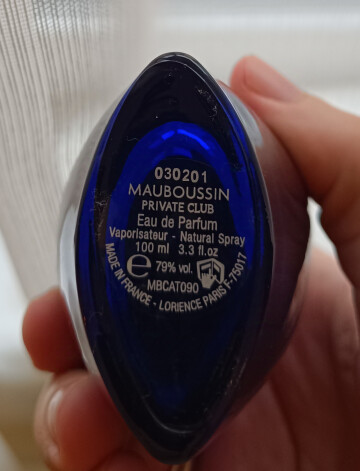 030201
MAUBOUSSIN
PRIVATE CLUB
Eau de Parfum
Vaporisateur - Natural Spray
100 ml 3.3 fl.oz
e 79% vol.
MBCAT090
MADE IN FRANCE - LORIENCE PARIS F-75017